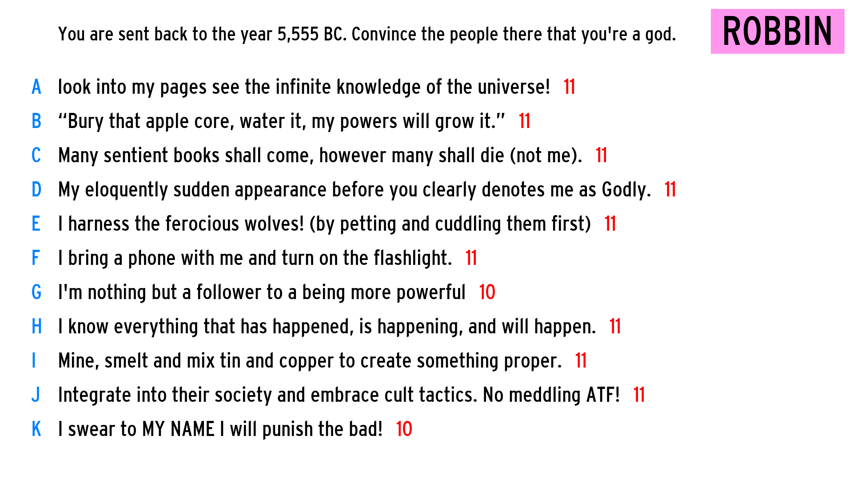 You are sent back to the year 5,555 BC. Convince the people there that you're a god.
ROBBIN
A look into my pages see the infinite knowledge of the universe! 11
B “Bury that apple core, water it, my powers will grow it.” 11
C Many sentient books shall come, however many shall die (not me). 11
D My eloquently sudden appearance before you clearly denotes me as Godly. 11
E I harness the ferocious wolves! (by petting and cuddling them first) 11
F I bring a phone with me and turn on the flashlight. 11
G I'm nothing but a follower to a being more powerful 10
H I know everything that has happened, is happening, and will happen. 11
I Mine, smelt and mix tin and copper to create something proper. 11
J Integrate into their society and embrace cult tactics. No meddling ATF! 11
K I swear to MY NAME I will punish the bad! 10